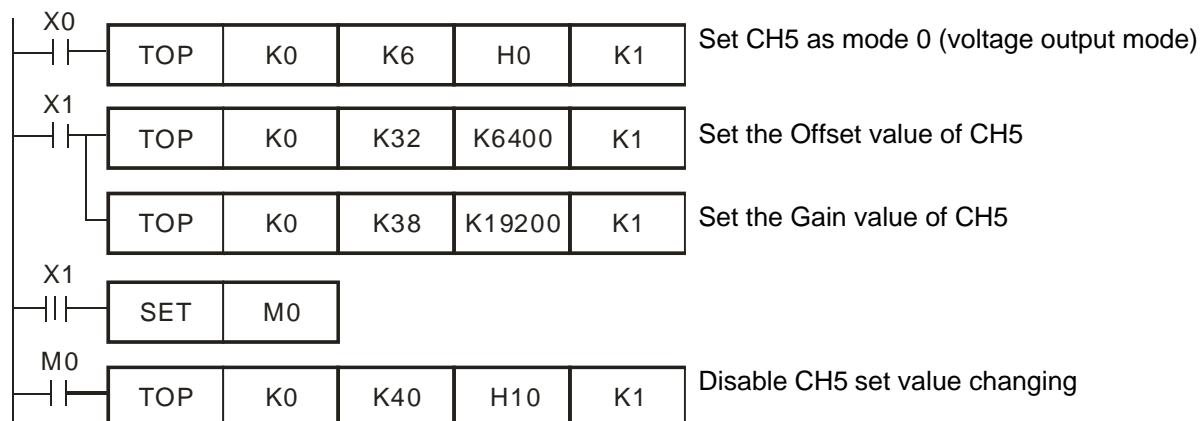 X0
TOP K0 K6 H0 K1 Set CH5 as mode 0 (voltage output mode)
X1
TOP K0 K32 K6400 K1 Set the Offset value of CH5
TOP K0 K38 K19200 K1 Set the Gain value of CH5
X1
SET M0
M0
TOP K0 K40 H10 K1 Disable CH5 set value changing